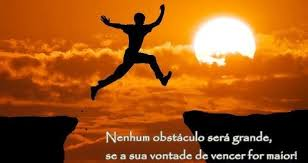 Nenhum obstáculo será grande,
se a sua vontade de vencer for maior!